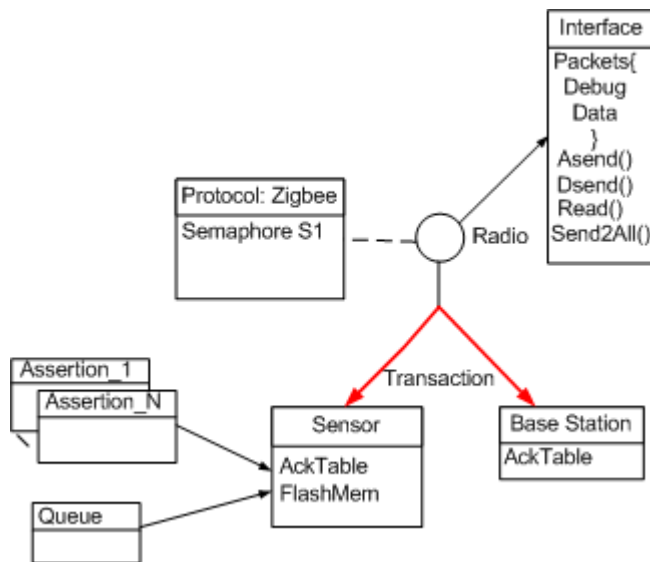 Interface
Packets{
Debug
Data
}
Asend()
Dsend()
Read()
Send2All()
Protocol: Zigbee
Semaphore S1
Radio
Transaction
Assertion_1
Assertion_N
Sensor
AckTable
FlashMem
Base Station
AckTable
Queue